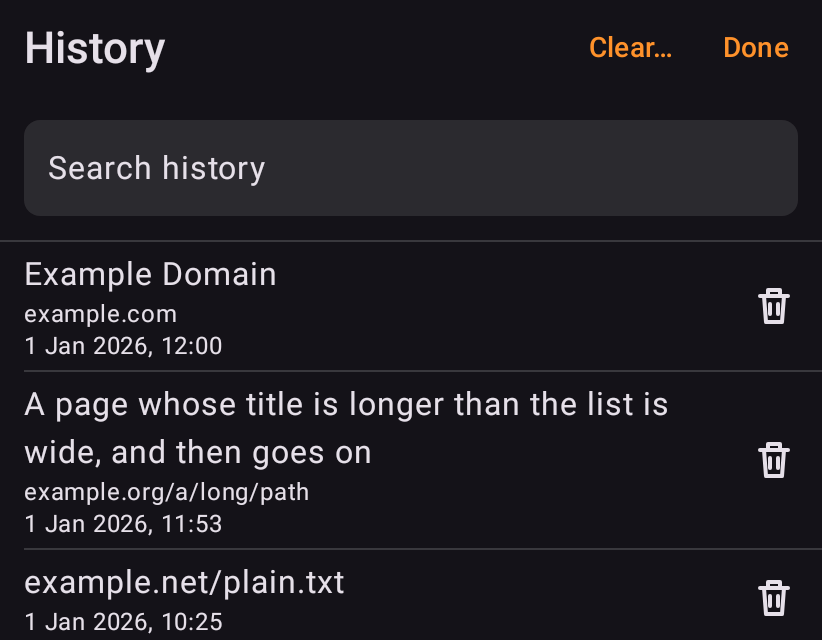 History
Clear...
Done
Search history
Example Domain
example.com
1 Jan 2026, 12:00
A page whose title is longer than the list is
wide, and then goes on
example.org/a/long/path
1 Jan 2026, 11:53
example.net/plain.txt
1 Jan 2026, 10:25